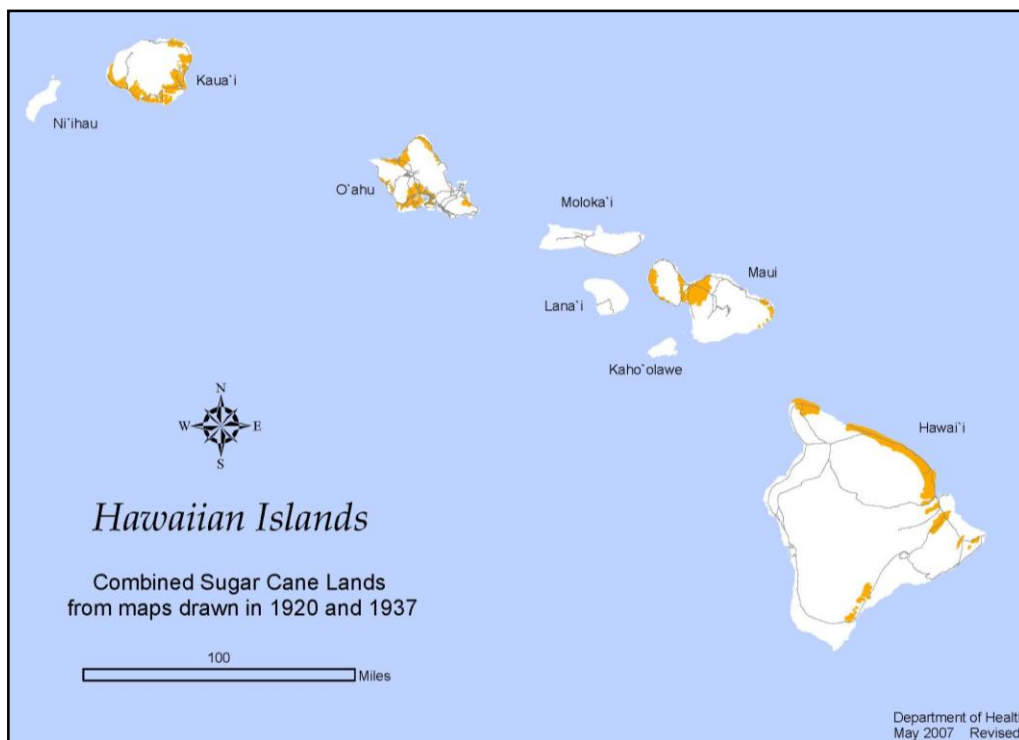 Kaua`i
Ni`ihau
O`ahu
Moloka`i
Maui
Lana`i
Kaho`olawe
Hawai`i
N
W E
S
Hawaiian Islands
Combined Sugar Cane Lands
from maps drawn in 1920 and 1937
100
Miles
Department of Health
May 2007 Revised